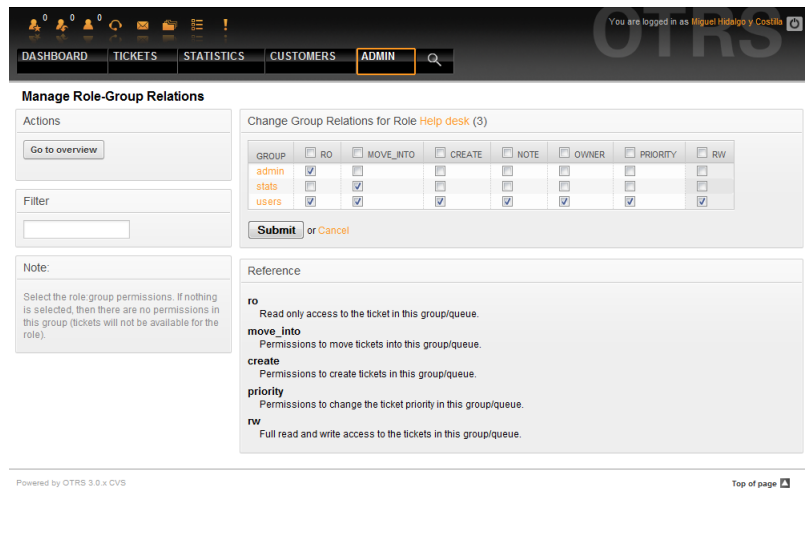 0 0 0
OTRS
You are logged in as Miguel Hidalgo y Costilla
DASHBOARD TICKETS STATISTICS CUSTOMERS ADMIN
Manage Role-Group Relations
Actions
Go to overview
Filter
Note:
Select the role:group permissions. If nothing
is selected, then there are no permissions in
this group (tickets will not be available for the
role).
Change Group Relations for Role Help desk (3)
GROUP RO MOVE_INTO CREATE NOTE OWNER PRIORITY RW
admin
stats
users
Submit or Cancel
Reference
ro
Read only access to the ticket in this group/queue.
move_into
Permissions to move tickets into this group/queue.
create
Permissions to create tickets in this group/queue.
priority
Permissions to change the ticket priority in this group/queue.
rw
Full read and write access to the tickets in this group/queue.
Powered by OTRS 3.0.x CVS
Top of page